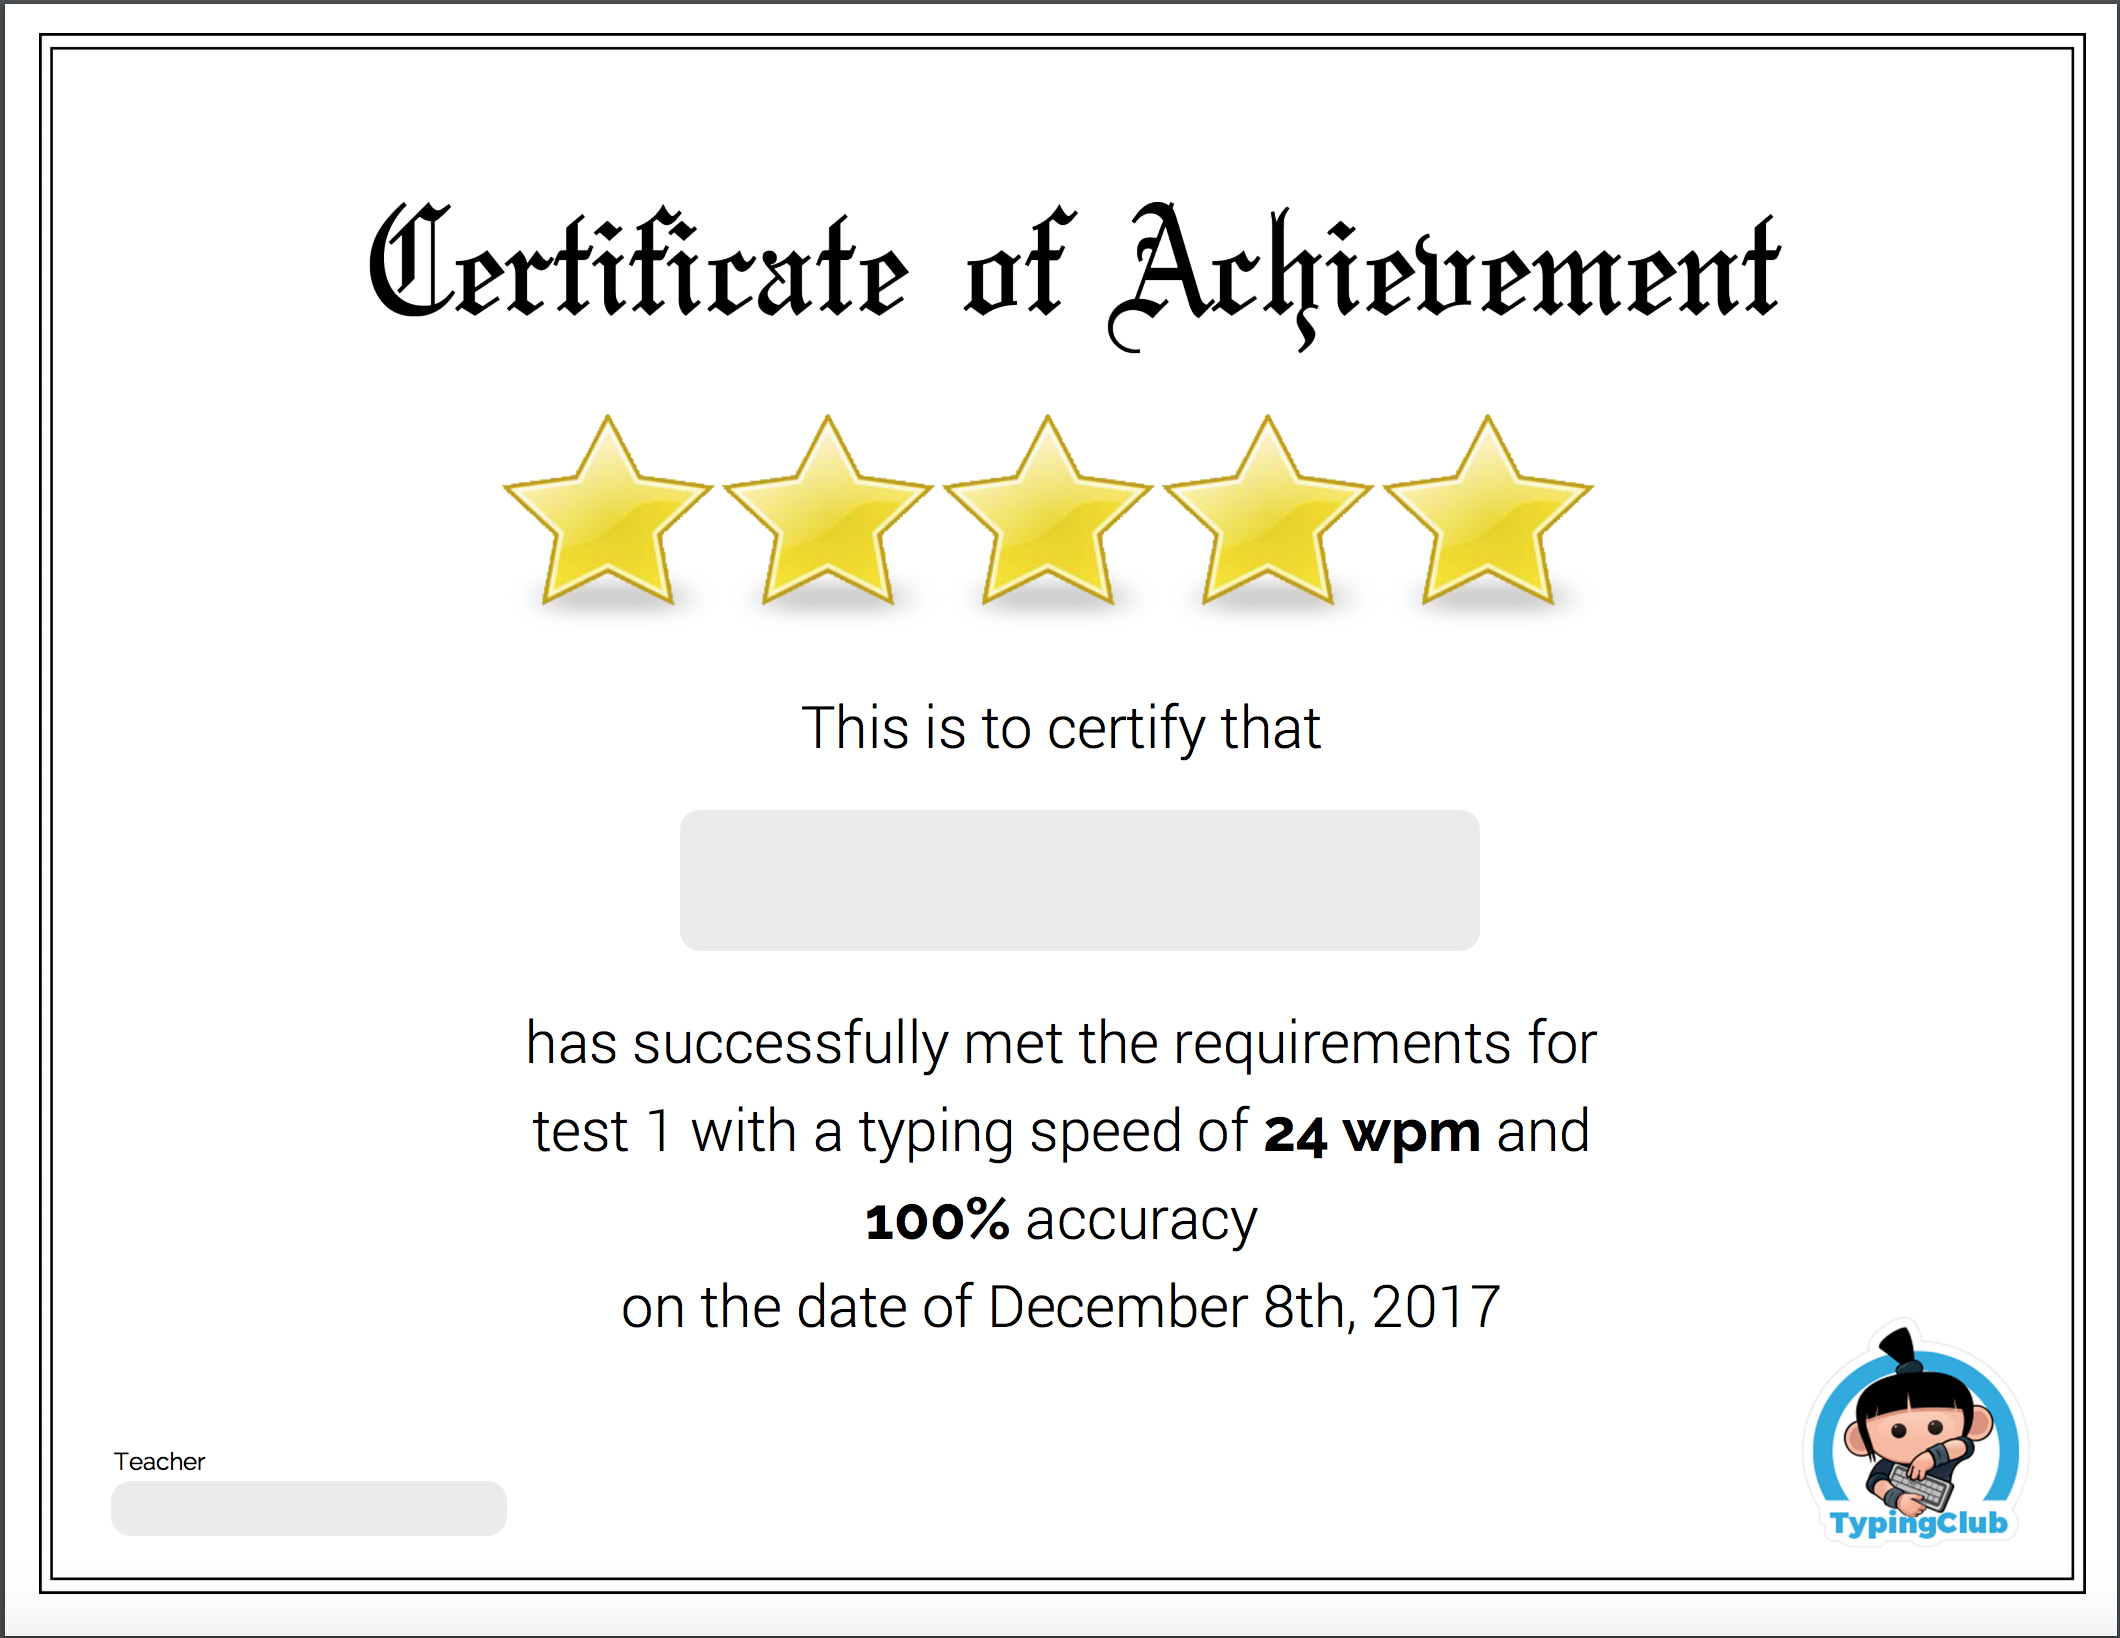 Certificate of Achievement
This is to certify that
has successfully met the requirements for
test 1 with a typing speed of 24 wpm and
100% accuracy
on the date of December 8th, 2017
Teacher
TypingClub